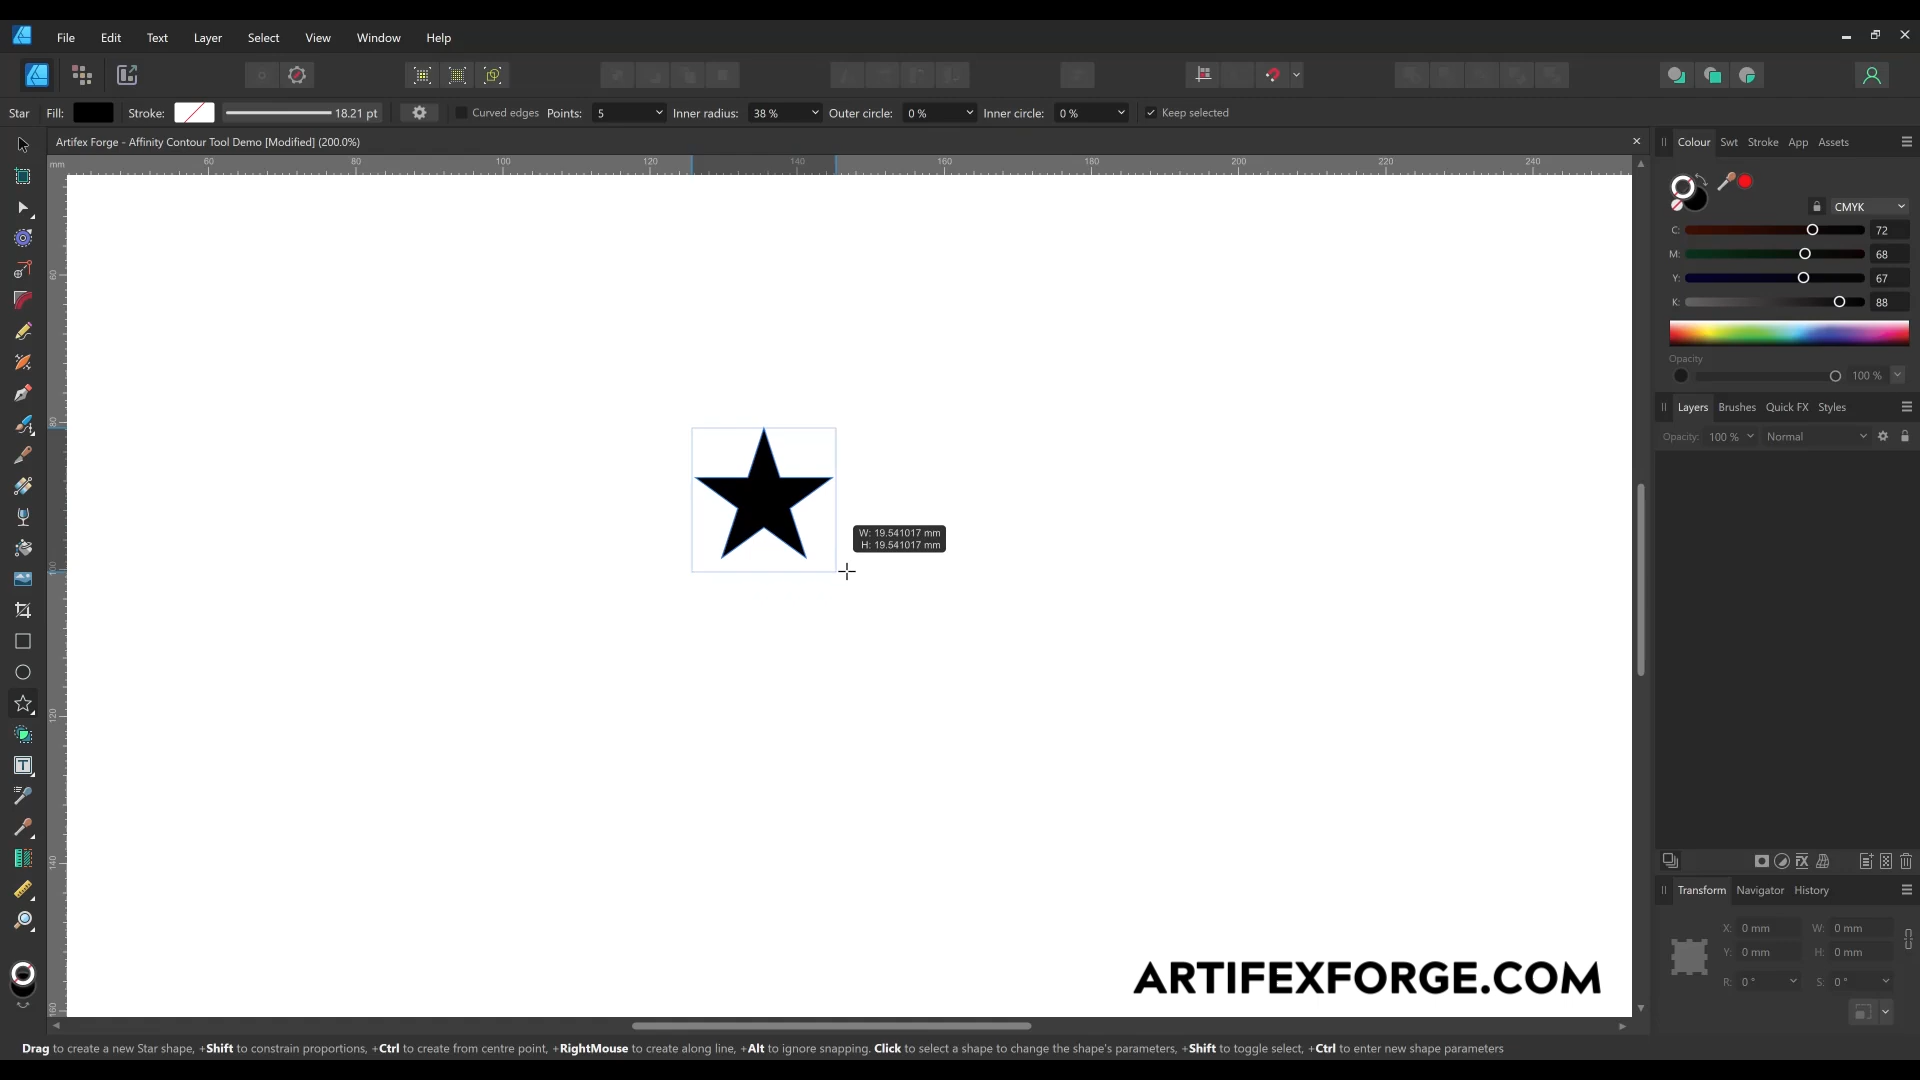 File Edit Text Layer Select View Window Help
Star Fill: Stroke: 18.21 pt Curved edges Points: 5 Inner radius: 38 % Outer circle: 0 % Inner circle: 0 % Keep selected
Artifex Forge - Affinity Contour Tool Demo [Modified] (200.0%)
mm 60 80 100 120 140 160 180 200 220 240
60
80
100
120
140
160
W: 19.541017 mm
H: 19.541017 mm
ARTIFEXFORGE.COM
Colour Swt Stroke App Assets
CMYK
C: 72
M: 68
Y: 67
K: 88
Opacity
100 %
Layers Brushes Quick FX Styles
Opacity: 100 % Normal
Transform Navigator History
X: 0 mm W: 0 mm
Y: 0 mm H: 0 mm
R: 0 ° S: 0 °
Drag to create a new Star shape, +Shift to constrain proportions, +Ctrl to create from centre point, +RightMouse to create along line, +Alt to ignore snapping. Click to select a shape to change the shape's parameters, +Shift to toggle select, +Ctrl to enter new shape parameters